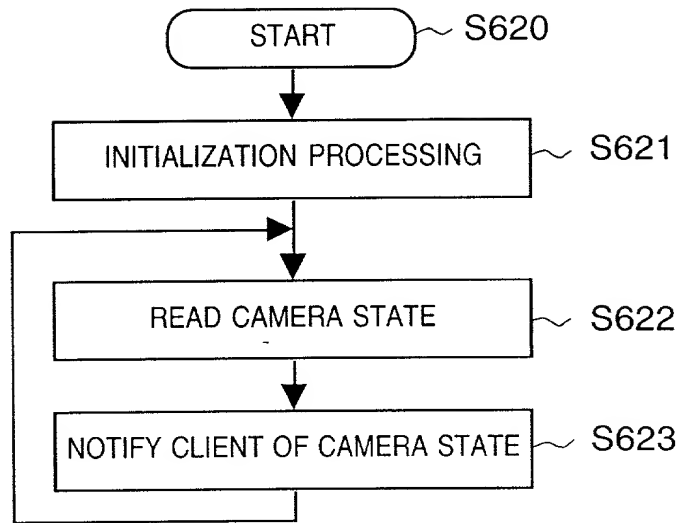 START
S620
INITIALIZATION PROCESSING
S621
READ CAMERA STATE
S622
NOTIFY CLIENT OF CAMERA STATE
S623